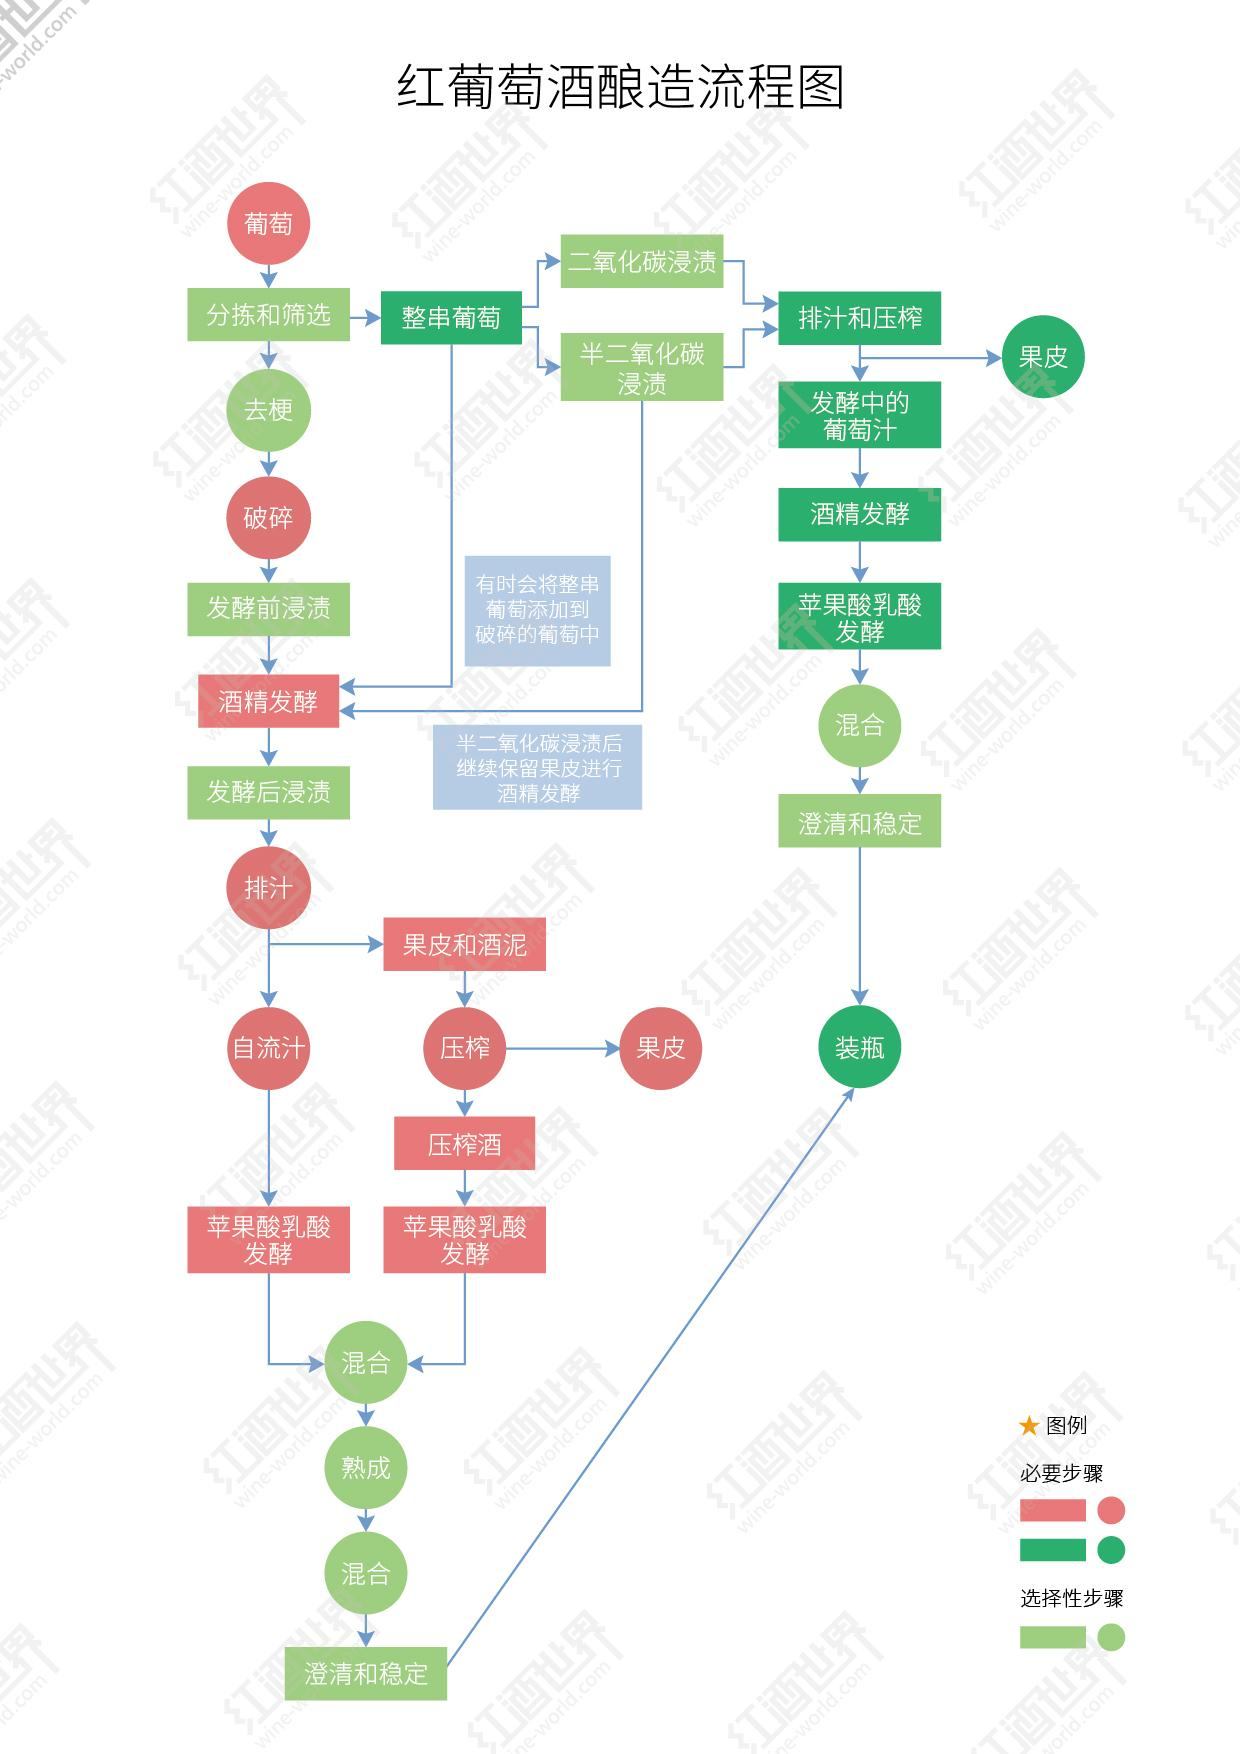 红葡萄酒酿造流程图
葡萄
分拣和筛选
整串葡萄
二氧化碳浸渍
半二氧化碳
浸渍
排汁和压榨
果皮
去梗
发酵中的
葡萄汁
破碎
酒精发酵
发酵前浸渍
有时会将整串
葡萄添加到
破碎的葡萄中
苹果酸乳酸
发酵
酒精发酵
混合
半二氧化碳浸渍后
继续保留果皮进行
酒精发酵
发酵后浸渍
澄清和稳定
排汁
果皮和酒泥
自流汁
压榨
果皮
装瓶
压榨酒
苹果酸乳酸
发酵
苹果酸乳酸
发酵
混合
熟成
混合
澄清和稳定
图例
必要步骤
选择性步骤
红酒世界
wine-world.com